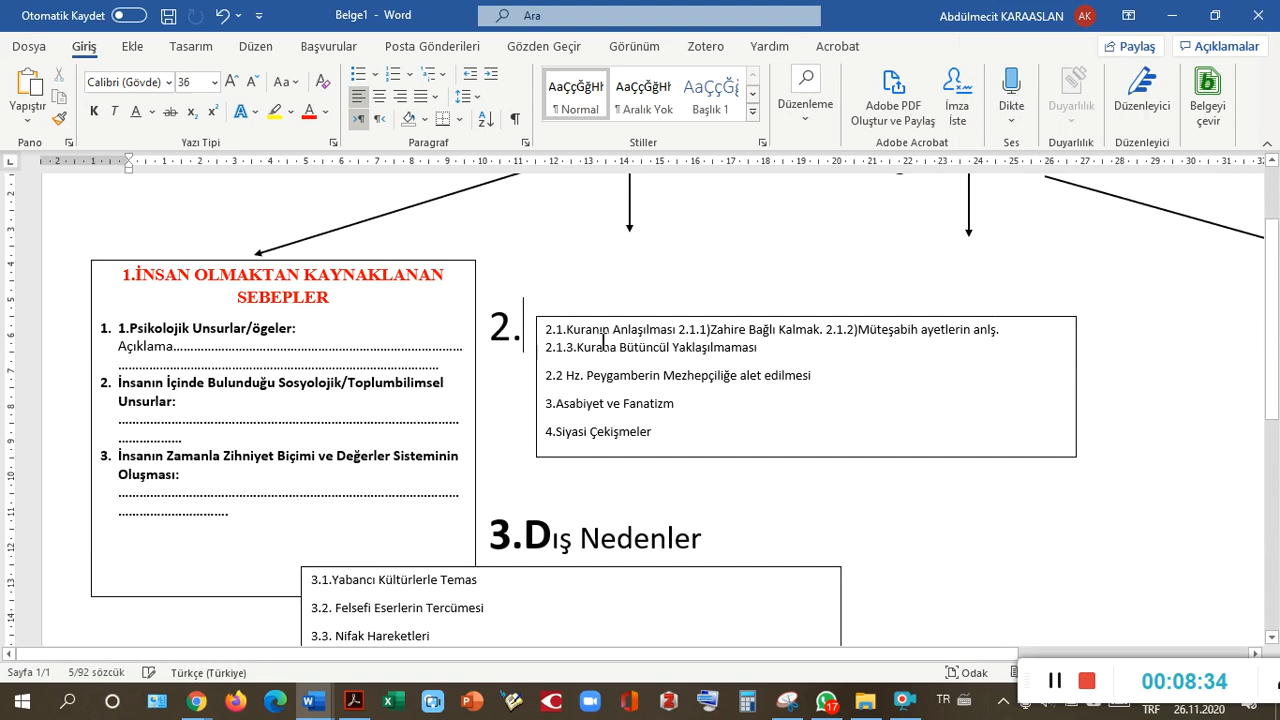 Otomatik Kaydet
Belge1 - Word
Ara
Abdülmecit KARAASLAN
AK
Dosya Giriş Ekle Tasarım Düzen Başvurular Posta Gönderileri Gözden Geçir Görünüm Zotero Yardım Acrobat
Paylaş
Açıklamalar
Yapıştır
Calibri (Gövde) 36
AaÇçĞğHł AaÇçĞğHł AaÇçĞğ
¶ Normal ¶ Aralık Yok Başlık 1
Düzenleme
Adobe PDF Oluştur ve Paylaş
İmza İste
Dikte
Duyarlılık
Düzenleyici
Belgeyi çevir
Pano Yazı Tipi Paragraf Stiller Adobe Acrobat Ses Duyarlılık Düzenleyici
1.İNSAN OLMAKTAN KAYNAKLANAN
SEBEPLER
1. 1.Psikolojik Unsurlar/ögeler:
Açıklama………………………………………………………………
………………………………………………………………
2. İnsanın İçinde Bulunduğu Sosyolojik/Toplumbilimsel
Unsurlar:
………………………………………………………………
………………
3. İnsanın Zamanla Zihniyet Biçimi ve Değerler Sisteminin
Oluşması:
………………………………………………………………
……………………….
2.
2.1.Kuranın Anlaşılması 2.1.1)Zahire Bağlı Kalmak. 2.1.2)Müteşabih ayetlerin anlş.
2.1.3.Kurana Bütüncül Yaklaşılmaması
2.2 Hz. Peygamberin Mezhepçiliğe alet edilmesi
3.Asabiyet ve Fanatizm
4.Siyasi Çekişmeler
3.Dış Nedenler
3.1.Yabancı Kültürlerle Temas
3.2. Felsefi Eserlerin Tercümesi
3.3. Nifak Hareketleri
Sayfa 1/1 5/92 sözcük Türkçe (Türkiye)
Odak
00:08:34
17
TR
TRF 26.11.2020